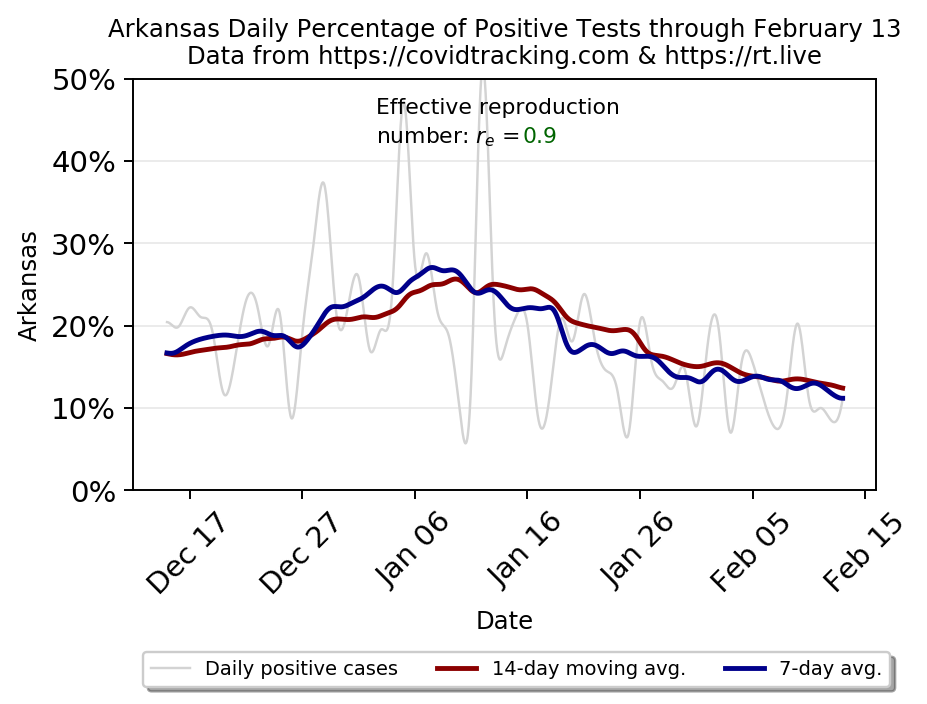 Arkansas Daily Percentage of Positive Tests through February 13
Data from https://covidtracking.com & https://rt.live
50%
40%
30%
20%
10%
0%
Arkansas
Effective reproduction
number: rₑ =0.9
Dec 17
Dec 27
Jan 06
Jan 16
Jan 26
Feb 05
Feb 15
Date
Daily positive cases
14-day moving avg.
7-day avg.